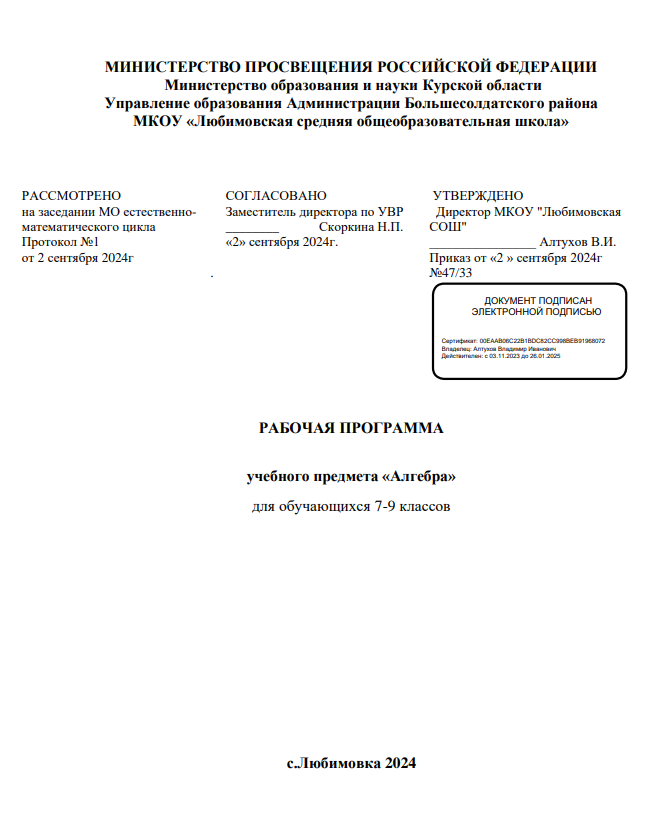 МИНИСТЕРСТВО ПРОСВЕЩЕНИЯ РОССИЙСКОЙ ФЕДЕРАЦИИ
Министерство образования и науки Курской области
Управление образования Администрации Большесолдатского района
МКОУ «Любимовская средняя общеобразовательная школа»
РАССМОТРЕНО
на заседании МО естественно-
математического цикла
Протокол №1
от 2 сентября 2024г
.
СОГЛАСОВАНО
Заместитель директора по УВР
________ Скоркина Н.П.
«2» сентября 2024г.
УТВЕРЖДЕНО
Директор МКОУ "Любимовская
СОШ"
________________ Алтухов В.И.
Приказ от «2 » сентября 2024г
№47/33
ДОКУМЕНТ ПОДПИСАН
ЭЛЕКТРОННОЙ ПОДПИСЬЮ
Сертификат: 00EAAB06C22B1BDC82CC998BEB91968072
Владелец: Алтухов Владимир Иванович
Действителен: с 03.11.2023 до 26.01.2025
РАБОЧАЯ ПРОГРАММА
учебного предмета «Алгебра»
для обучающихся 7-9 классов
с.Любимовка 2024